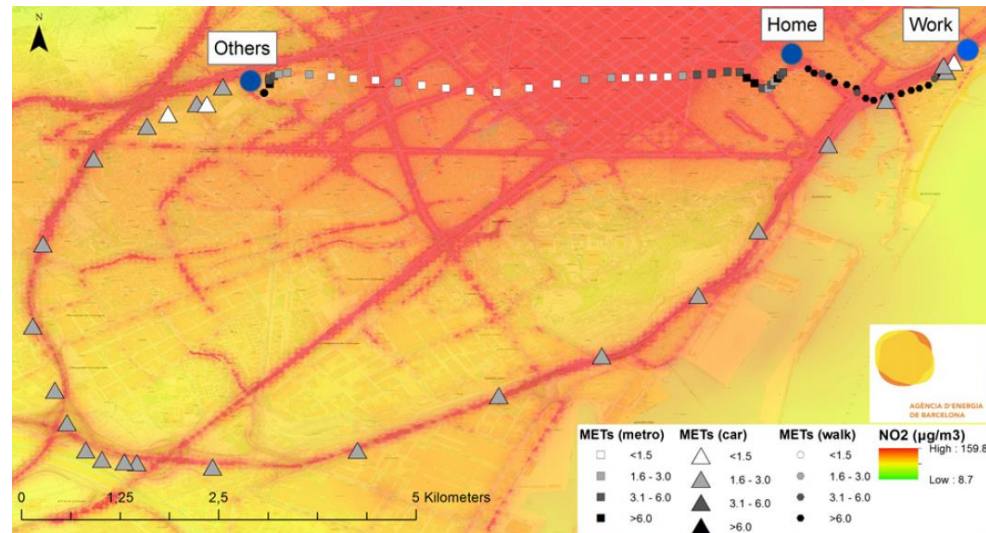 N
Others
Home
Work
AGÈNCIA D'ENERGIA
DE BARCELONA
METs (metro)
<1.5
1.6 - 3.0
3.1 - 6.0
>6.0
METs (car)
<1.5
1.6 - 3.0
3.1 - 6.0
>6.0
METs (walk)
<1.5
1.6 - 3.0
3.1 - 6.0
>6.0
NO2 (µg/m3)
High : 159.8
Low : 8.7
0
1,25
2,5
5 Kilometers